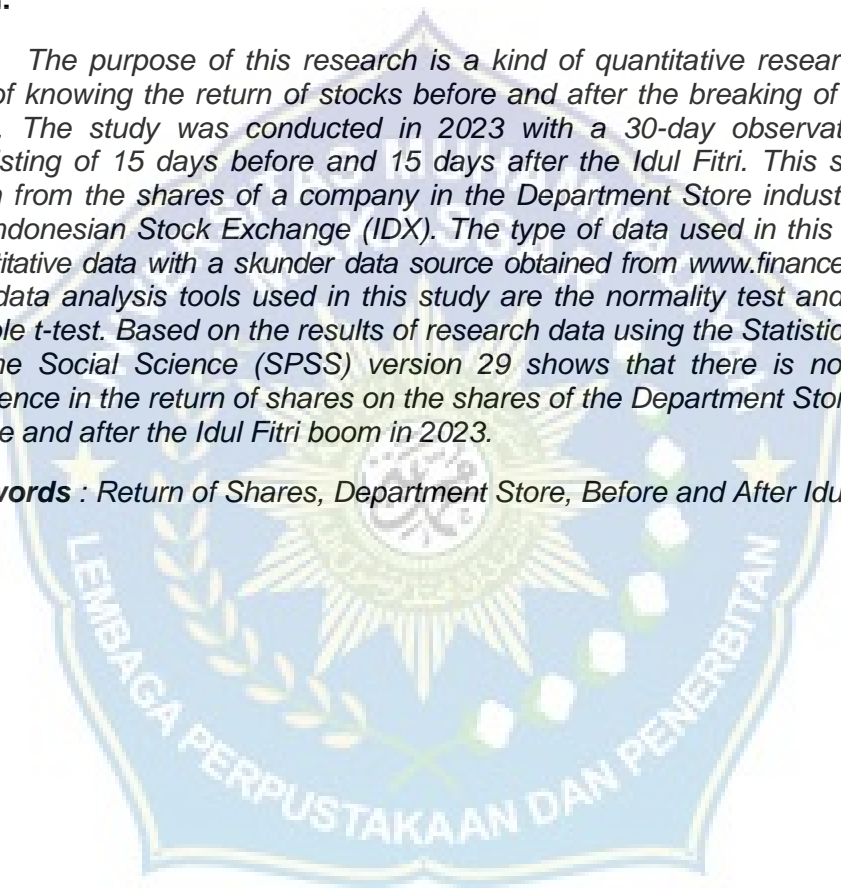 The purpose of this research is a kind of quantitative resear
of knowing the return of stocks before and after the breaking of
. The study was conducted in 2023 with a 30-day observat
isting of 15 days before and 15 days after the Idul Fitri. This s
from the shares of a company in the Department Store indust
ndonesian Stock Exchange (IDX). The type of data used in this
titative data with a skunder data source obtained from www.finance
data analysis tools used in this study are the normality test and
ole t-test. Based on the results of research data using the Statistic
he Social Science (SPSS) version 29 shows that there is no
ence in the return of shares on the shares of the Department Stor
e and after the Idul Fitri boom in 2023.
words : Return of Shares, Department Store, Before and After Idu
UNIVERSITAS MUHAMMADIYAH
MAKASSAR
LEMBAGA PERPUSTAKAAN DAN PENERBITAN